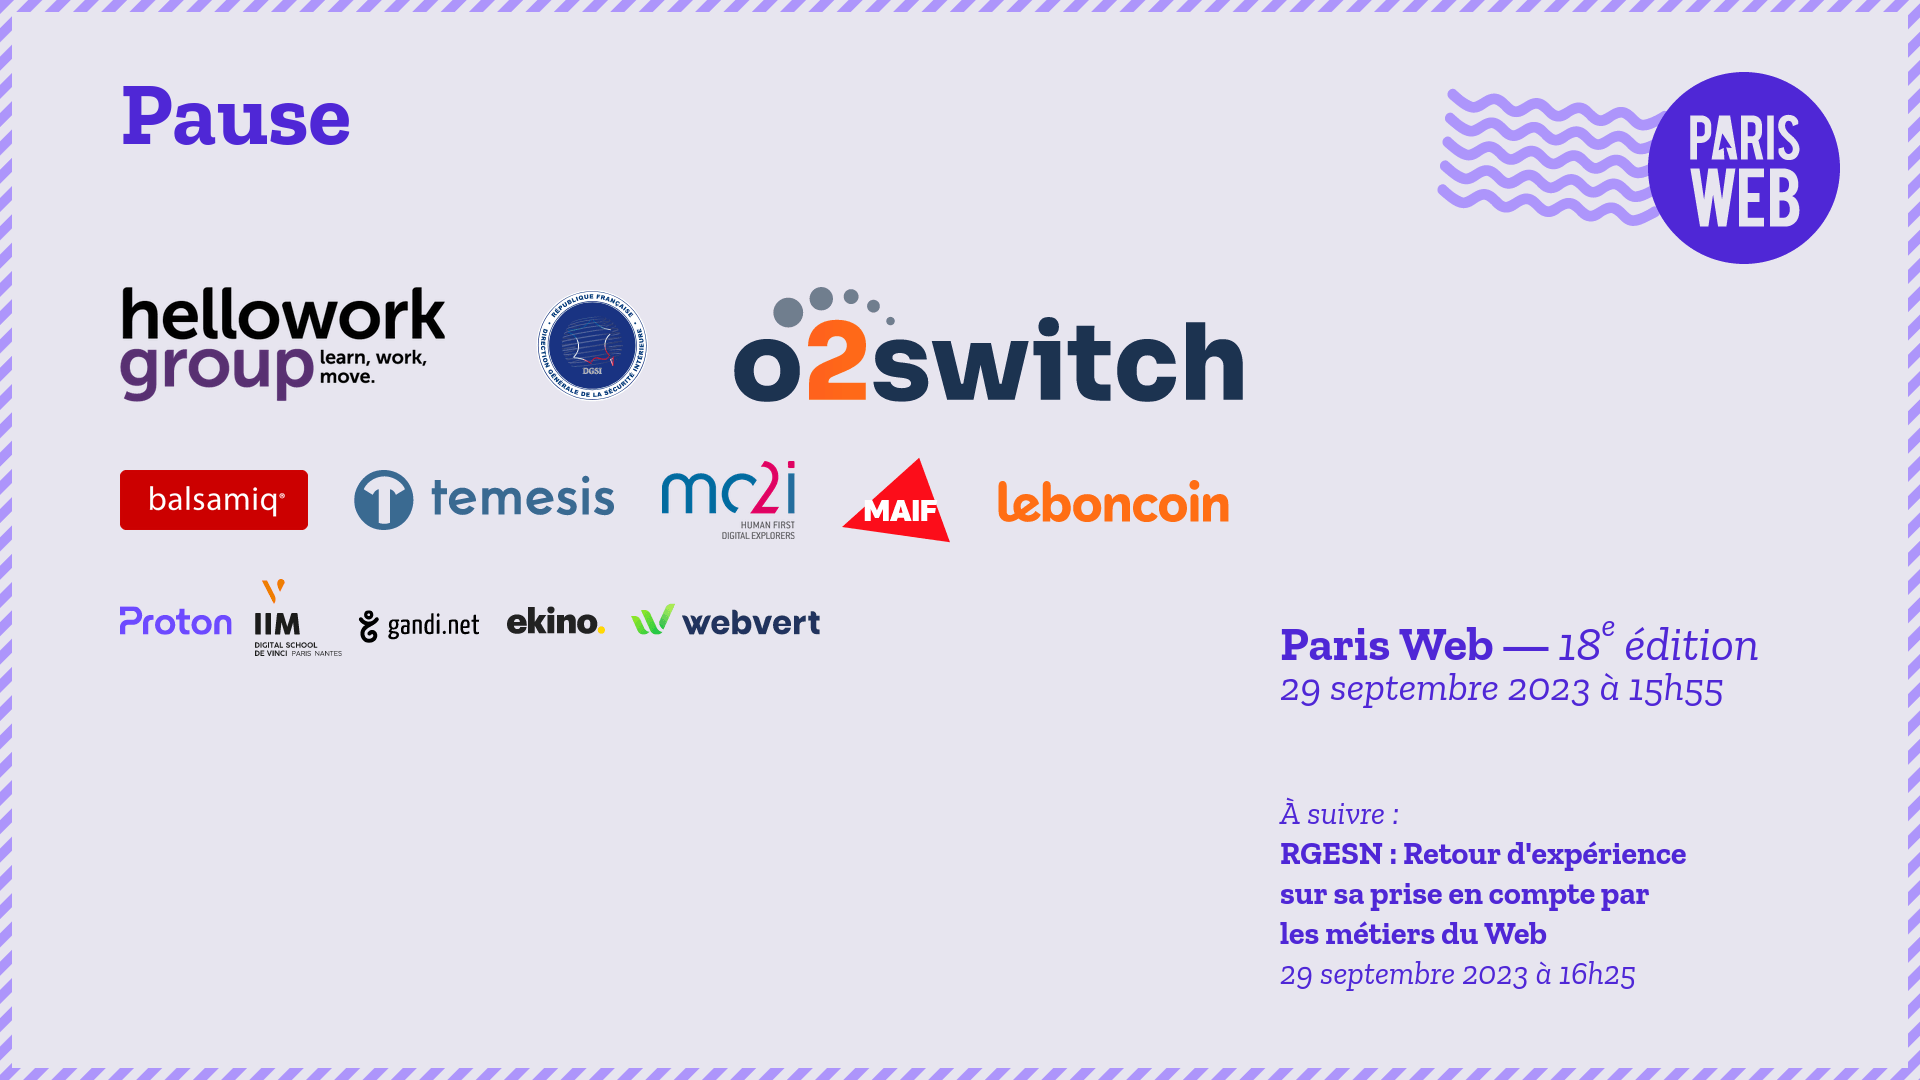 Pause
PARIS
WEB
hellowork
group learn, work,
move.
RÉPUBLIQUE FRANÇAISE
DIRECTION GÉNÉRALE DE LA SÉCURITÉ INTÉRIEURE
DGSI
o2switch
balsamiq®
temesis
mc2i
HUMAN FIRST
DIGITAL EXPLORERS
MAIF
leboncoin
Proton
IIM
DIGITAL SCHOOL
DE VINCI PARIS NANTES
gandi.net
ekino.
webvert
Paris Web — 18e édition
29 septembre 2023 à 15h55
À suivre :
RGESN : Retour d'expérience
sur sa prise en compte par
les métiers du Web
29 septembre 2023 à 16h25